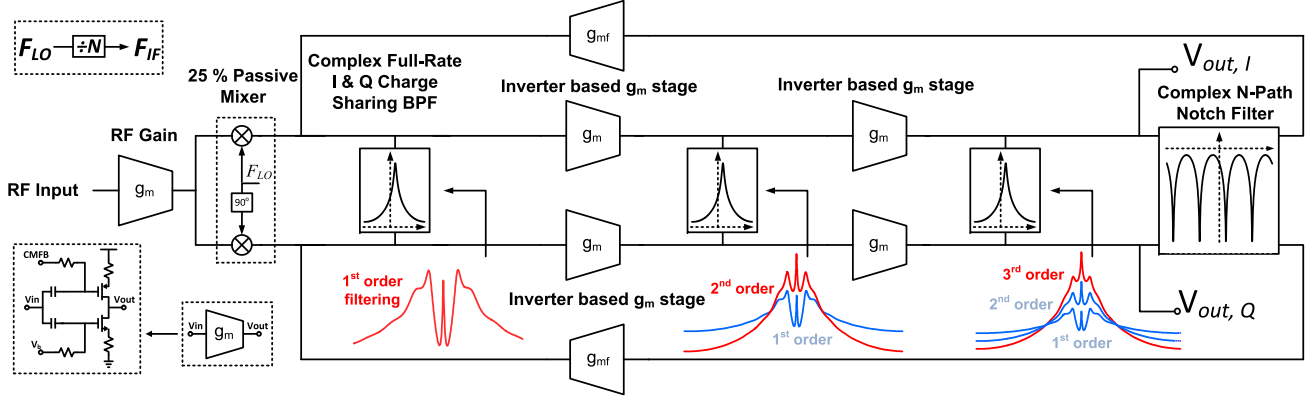 F_LO ÷N F_IF
25 % Passive
Mixer
Complex Full-Rate
I & Q Charge
Sharing BPF
g_mf
Inverter based g_m stage
Inverter based g_m stage
V_out, I
Complex N-Path
Notch Filter
RF Gain
g_m
g_m
RF Input
g_m
F_LO
90°
g_m
g_m
CMFB
Vin
Vout
V_b
Vin
g_m
Vout
1st order
filtering
Inverter based g_m stage
2nd order
1st order
3rd order
2nd order
1st order
V_out, Q
g_mf